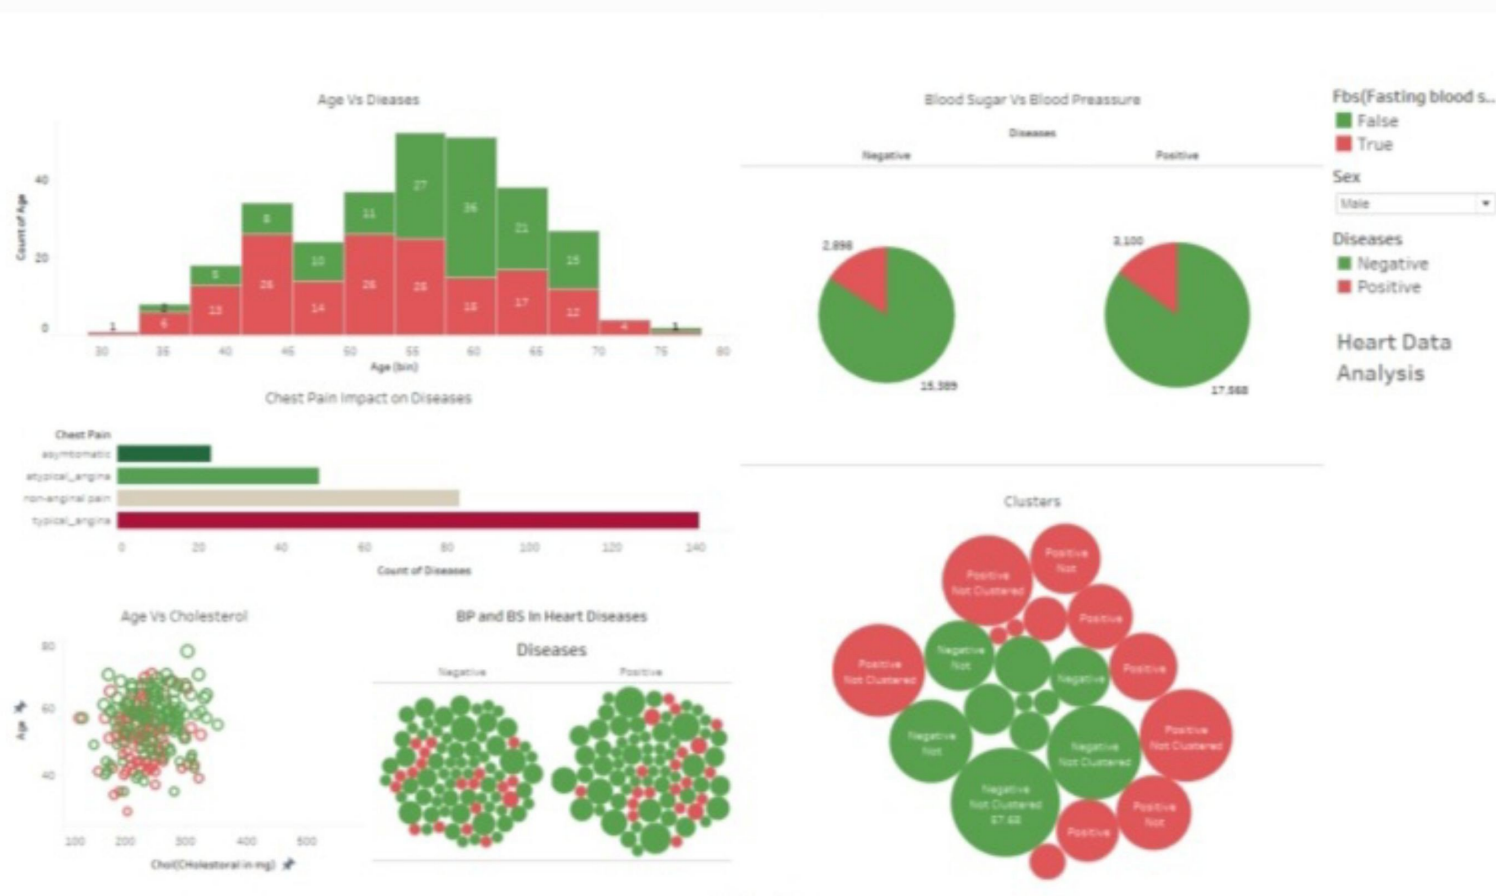 Age Vs Dieases
Count of Age
40
20
0
1
2
6
5
13
8
26
10
14
11
26
27
25
36
21
17
15
12
4
1
30 35 40 45 50 55 60 65 70 75 80
Age (bin)
Chest Pain Impact on Diseases
Chest Pain
asymtomatic
atypical_angina
non-anginal pain
typical_angina
0 20 40 60 80 100 120 140
Count of Diseases
Age Vs Cholesterol
80
60
40
Age
100 200 300 400 500
Chol(CHolestoral in mg)
BP and BS In Heart Diseases
Diseases
Negative Positive
Blood Sugar Vs Blood Preassure
Diseases
Negative Positive
2,898
15,389
3,100
17,568
Clusters
Positive
Not Clustered
Positive
Not
Positive
Positive
Not Clustered
Negative
Not
Negative
Positive
Negative
Not
Negative
Not Clustered
Positive
Not Clustered
Negative
Not Clustered
Positive
Positive
Not
Fbs(Fasting blood s..
False
True
Sex
Male
Diseases
Negative
Positive
Heart Data
Analysis